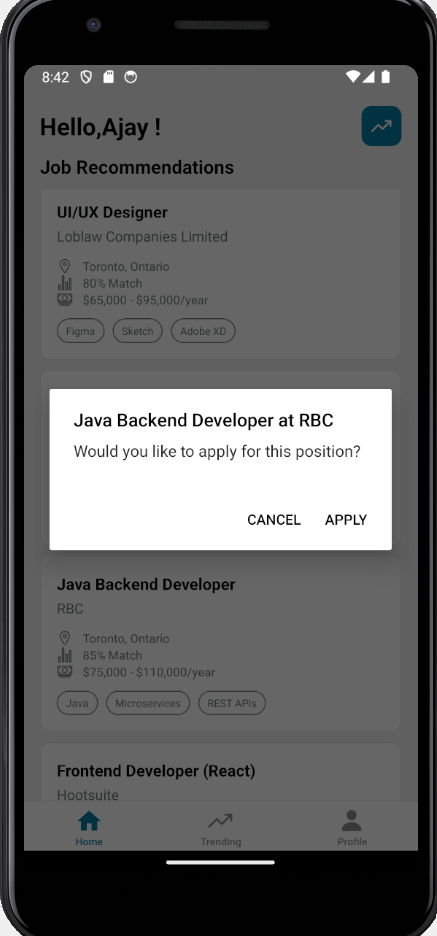 8:42
Hello,Ajay !
Job Recommendations
UI/UX Designer
Loblaw Companies Limited
Toronto, Ontario
80% Match
$65,000 - $95,000/year
Figma Sketch Adobe XD
Java Backend Developer at RBC
Would you like to apply for this position?
CANCEL APPLY
Java Backend Developer
RBC
Toronto, Ontario
85% Match
$75,000 - $110,000/year
Java Microservices REST APIs
Frontend Developer (React)
Hootsuite
Home Trending Profile